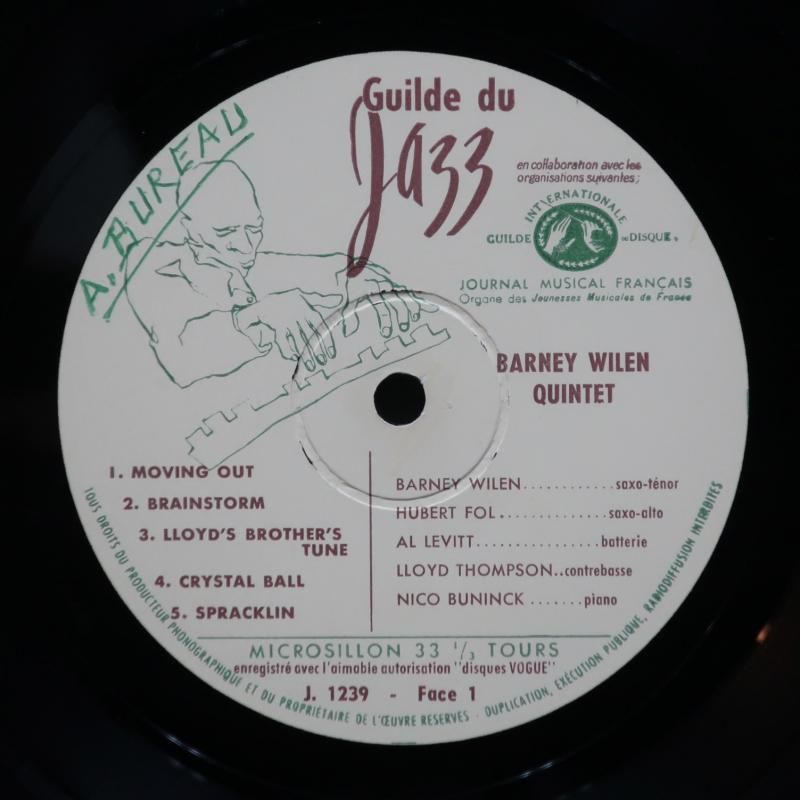 A. BUREAU
Guilde du
Jazz
en collaboration avec les
organisations suivantes;
INTERNATIONALE
GUILDE DU DISQUE
JOURNAL MUSICAL FRANÇAIS
Organe des Jeunesses Musicales de France
BARNEY WILEN
QUINTET
1. MOVING OUT
2. BRAINSTORM
3. LLOYD'S BROTHER'S
TUNE
4. CRYSTAL BALL
5. SPRACKLIN
BARNEY WILEN............saxo-ténor
HUBERT FOL..............saxo-alto
AL LEVITT................batterie
LLOYD THOMPSON..contrebasse
NICO BUNINCK.......piano
MICROSILLON 33 1/3 TOURS
enregistré avec l'aimable autorisation "disques VOGUE"
J. 1239 - Face 1
TOUS DROITS DU PRODUCTEUR PHONOGRAPHIQUE ET DU PROPRIÉTAIRE DE L'ŒUVRE RESERVES - DUPLICATION, EXÉCUTION PUBLIQUE, RADIODIFFUSION INTERDITES